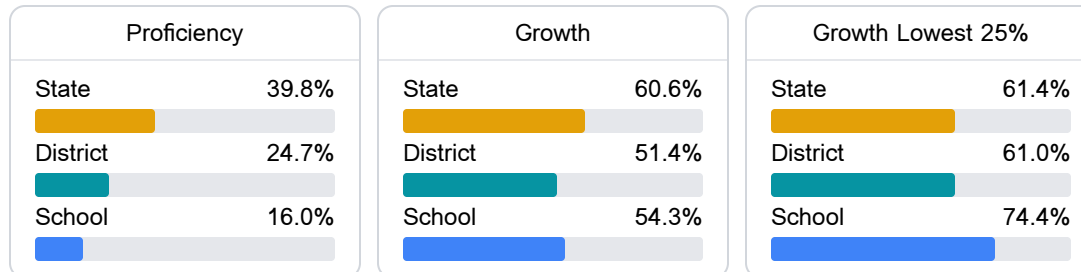 Proficiency
State 39.8%
District 24.7%
School 16.0%
Growth
State 60.6%
District 51.4%
School 54.3%
Growth Lowest 25%
State 61.4%
District 61.0%
School 74.4%